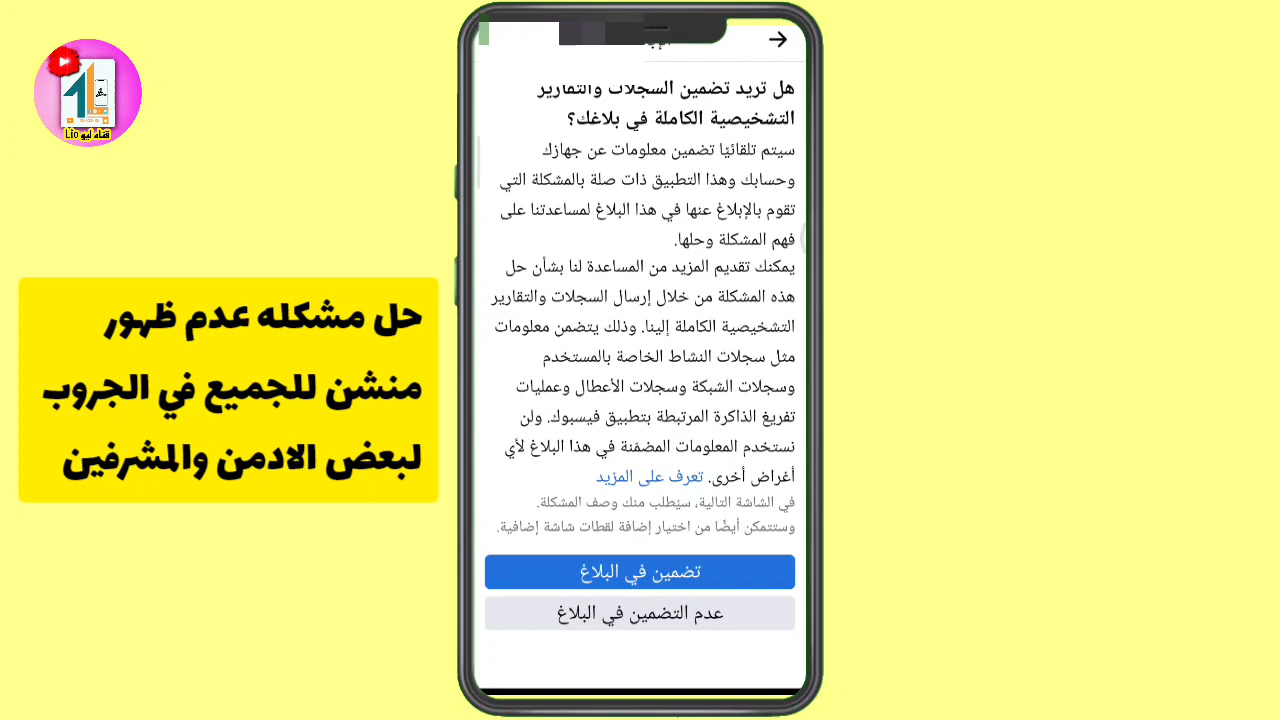 هل تريد تضمين السجلات والتقارير
التشخيصية الكاملة في بلاغك؟
سيتم تلقائيًا تضمين معلومات عن جهازك
وحسابك وهذا التطبيق ذات صلة بالمشكلة التي
تقوم بالإبلاغ عنها في هذا البلاغ لمساعدتنا على
فهم المشكلة وحلها.
يمكنك تقديم المزيد من المساعدة لنا بشأن حل
هذه المشكلة من خلال إرسال السجلات والتقارير
التشخيصية الكاملة إلينا. وذلك يتضمن معلومات
مثل سجلات النشاط الخاصة بالمستخدم
وسجلات الشبكة وسجلات الأعطال وعمليات
تفريغ الذاكرة المرتبطة بتطبيق فيسبوك. ولن
نستخدم المعلومات المضمّنة في هذا البلاغ لأي
أغراض أخرى. تعرف على المزيد
في الشاشة التالية، سيُطلب منك وصف المشكلة.
وستتمكن أيضًا من اختيار إضافة لقطات شاشة إضافية.
تضمين في البلاغ
عدم التضمين في البلاغ
حل مشكله عدم ظهور
منشن للجميع في الجروب
لبعض الادمن والمشرفين
قناه ليو Lio